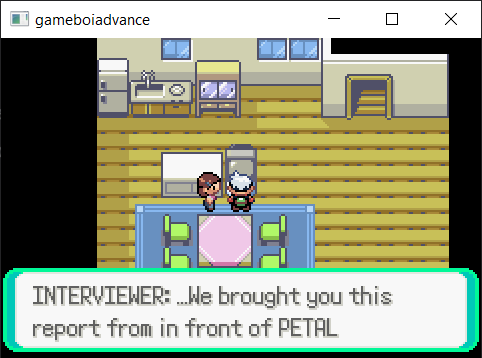 gameboiadvance
INTERVIEWER: …We brought you this
report from in front of PETAL